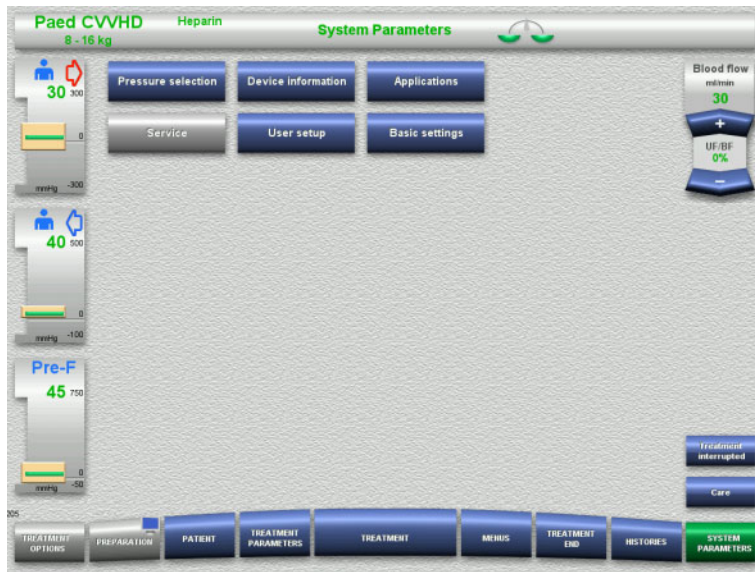 Paed CVVHD
Heparin
8 - 16 kg
System Parameters
30
300
0
-300
mmHg
Pressure selection
Device information
Applications
Service
User setup
Basic settings
Blood flow
ml/min
30
+
UF/BF
0%
−
40
500
0
-100
mmHg
Pre-F
45
750
0
-50
mmHg
Treatment
interrupted
Care
TREATMENT
OPTIONS
PREPARATION
PATIENT
TREATMENT
PARAMETERS
TREATMENT
MENUS
TREATMENT
END
HISTORIES
SYSTEM
PARAMETERS